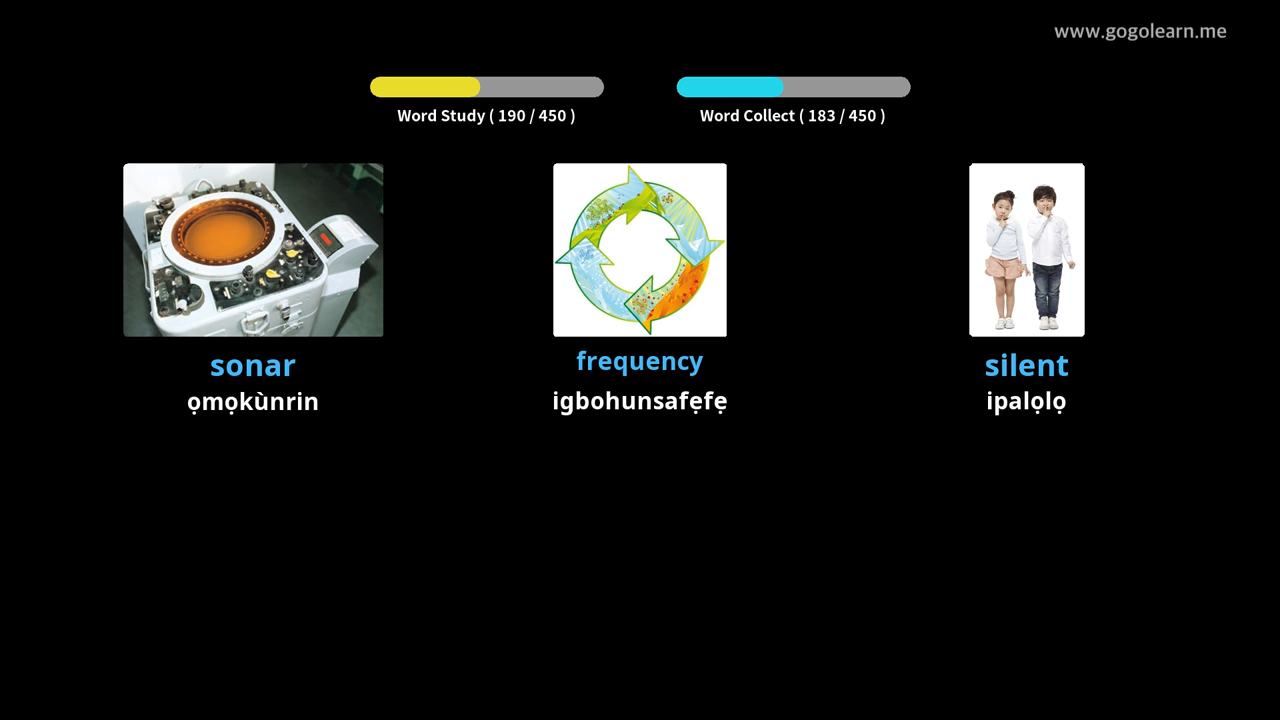 www.gogolearn.me
Word Study ( 190 / 450 )
Word Collect ( 183 / 450 )
sonar
frequency
silent
ọmọkùnrin
igbohunsafẹfẹ
ipalọlọ